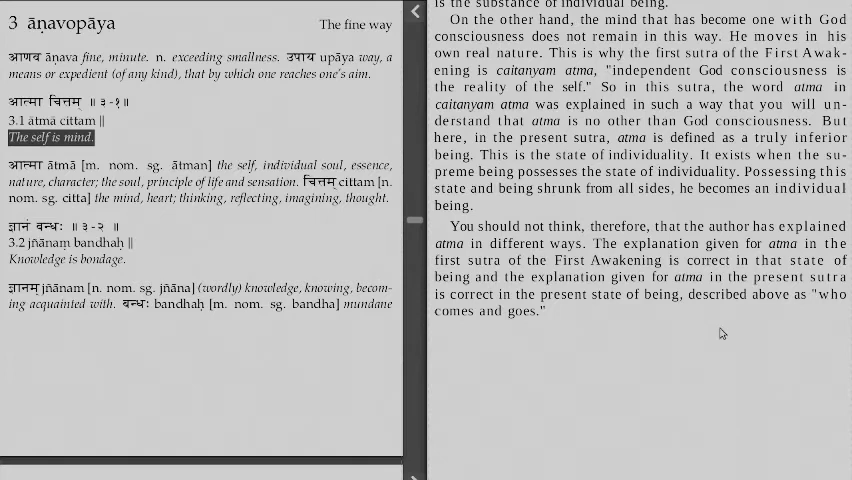 3 āṇavopāya The fine way
आणव āṇava fine, minute. n. exceeding smallness. उपाय upāya way, a
means or expedient (of any kind), that by which one reaches one's aim.
आत्मा चित्तम् ॥ ३ -१॥
3.1 ātmā cittam ||
The self is mind.
आत्मा ātmā [m. nom. sg. ātman] the self, individual soul, essence,
nature, character; the soul, principle of life and sensation. चित्तम् cittam [n.
nom. sg. citta] the mind, heart; thinking, reflecting, imagining, thought.
ज्ञानं बन्धः ॥ ३ -२ ॥
3.2 jñānaṃ bandhaḥ ||
Knowledge is bondage.
ज्ञानम् jñānam [n. nom. sg. jñāna] (wordly) knowledge, knowing, becom-
ing acquainted with. बन्धः bandhaḥ [m. nom. sg. bandha] mundane
is the substance of individual being.
On the other hand, the mind that has become one with God
consciousness does not remain in this way. He moves in his
own real nature. This is why the first sutra of the First Awak-
ening is caitanyam atma, "independent God consciousness is
the reality of the self." So in this sutra, the word atma in
caitanyam atma was explained in such a way that you will un-
derstand that atma is no other than God consciousness. But
here, in the present sutra, atma is defined as a truly inferior
being. This is the state of individuality. It exists when the su-
preme being possesses the state of individuality. Possessing this
state and being shrunk from all sides, he becomes an individual
being.
You should not think, therefore, that the author has explained
atma in different ways. The explanation given for atma in the
first sutra of the First Awakening is correct in that state of
being and the explanation given for atma in the present sutra
is correct in the present state of being, described above as "who
comes and goes."